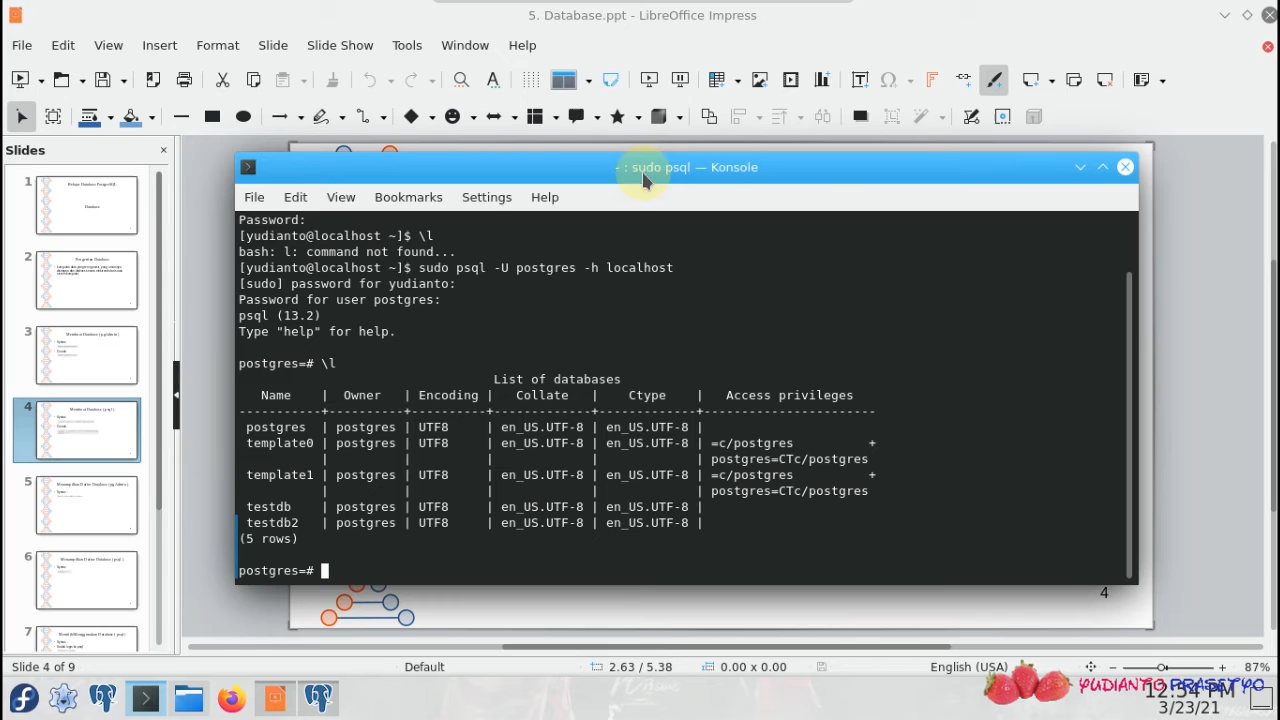 5. Database.ppt - LibreOffice Impress
File Edit View Insert Format Slide Slide Show Tools Window Help
Slides
1
2
3
4
5
6
7
- : sudo psql — Konsole
File Edit View Bookmarks Settings Help
Password:
[yudianto@localhost ~]$ \l
bash: l: command not found...
[yudianto@localhost ~]$ sudo psql -U postgres -h localhost
[sudo] password for yudianto:
Password for user postgres:
psql (13.2)
Type "help" for help.
postgres=# \l
List of databases
Name | Owner | Encoding | Collate | Ctype | Access privileges
-----------+----------+----------+-------------+-------------+-----------------------
postgres | postgres | UTF8 | en_US.UTF-8 | en_US.UTF-8 |
template0 | postgres | UTF8 | en_US.UTF-8 | en_US.UTF-8 | =c/postgres +
| | | | | postgres=CTc/postgres
template1 | postgres | UTF8 | en_US.UTF-8 | en_US.UTF-8 | =c/postgres +
| | | | | postgres=CTc/postgres
testdb | postgres | UTF8 | en_US.UTF-8 | en_US.UTF-8 |
testdb2 | postgres | UTF8 | en_US.UTF-8 | en_US.UTF-8 |
(5 rows)
postgres=#
4
Slide 4 of 9 Default 2.63 / 5.38 0.00 x 0.00 English (USA) 87%
YUDIANTO PRASETYO
12:54 PM
3/23/21